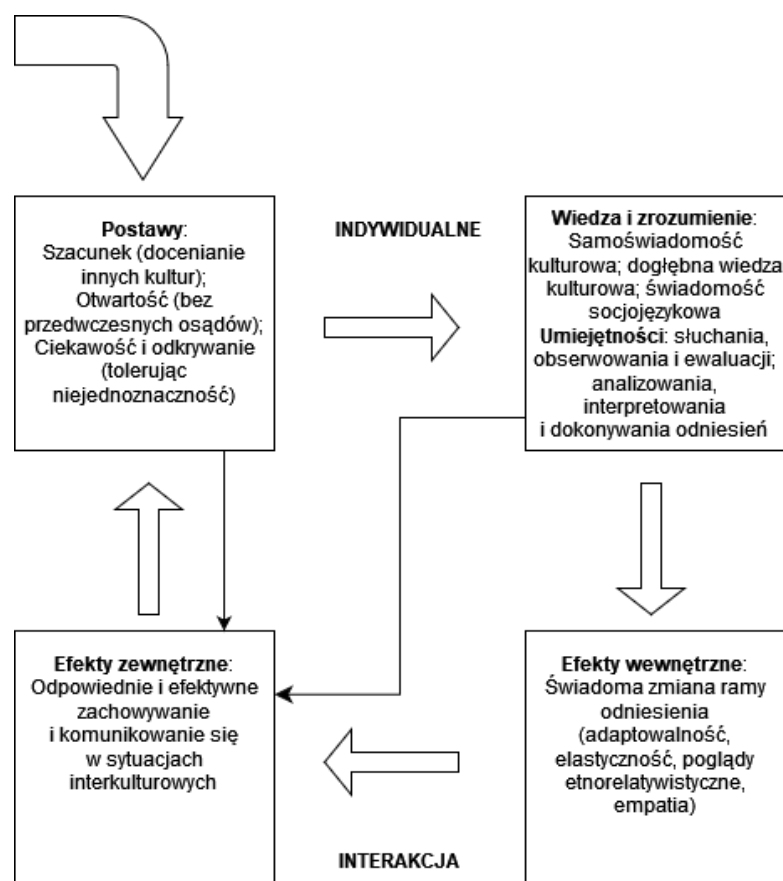 Postawy:
Szacunek (docenianie
innych kultur);
Otwartość (bez
przedwczesnych osądów);
Ciekawość i odkrywanie
(tolerując
niejednoznaczność)
INDYWIDUALNE
Wiedza i zrozumienie:
Samoświadomość
kulturowa; dogłębna wiedza
kulturowa; świadomość
socjojęzykowa
Umiejętności: słuchania,
obserwowania i ewaluacji;
analizowania,
interpretowania
i dokonywania odniesień
Efekty zewnętrzne:
Odpowiednie i efektywne
zachowywanie
i komunikowanie się
w sytuacjach
interkulturowych
Efekty wewnętrzne:
Świadoma zmiana ramy
odniesienia
(adaptowalność,
elastyczność, poglądy
etnorelatywistyczne,
empatia)
INTERAKCJA